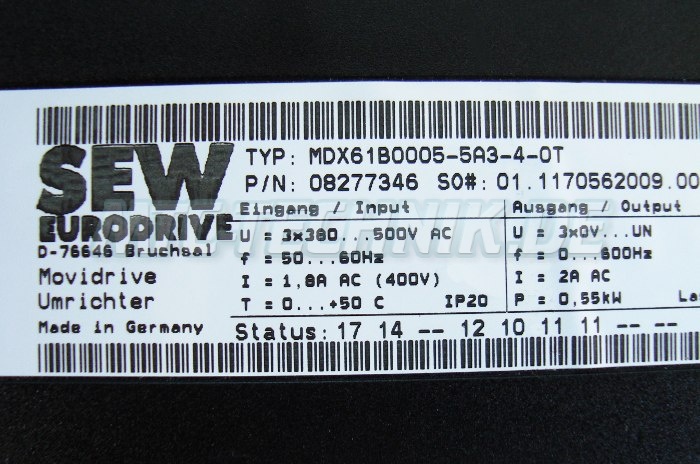 SEW
EURODRIVE
D-76646 Bruchsal
Movidrive
Umrichter
Made in Germany
TYP: MDX61B0005-5A3-4-0T
P/N: 08277346 SO#: 01.1170562009.00
Eingang / Input
U = 3x380...500V AC
f = 50...60Hz
I = 1,8A AC (400V)
T = 0...+50 C IP20
Ausgang / Output
U = 3x0V...UN
f = 0...600Hz
I = 2A AC
P = 0,55kW La
Status: 17 14 -- 12 10 11 11 -- --